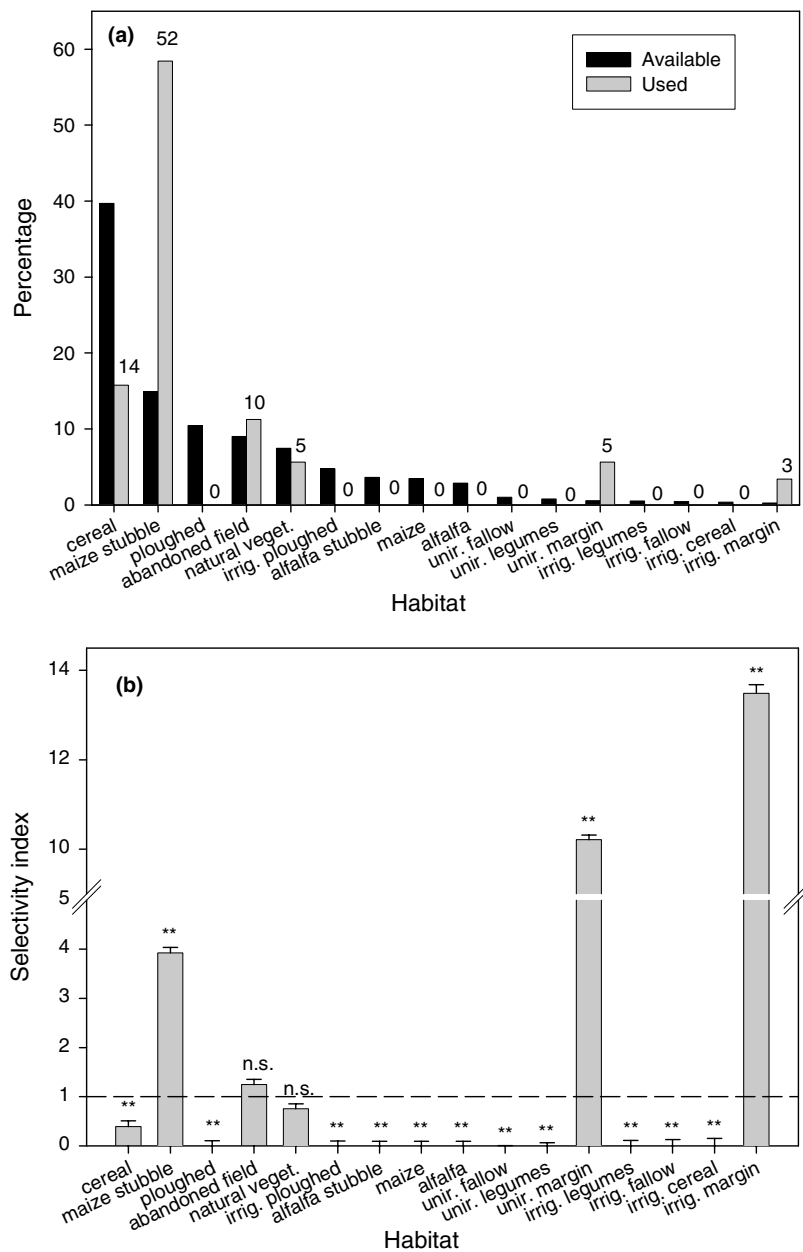 (a)
52
60
50
40
30
20
10
0
Percentage
Available
Used
14
0
10
5
0
0
0
0
0
0
5
0
0
0
3
cereal
maize stubble
ploughed
abandoned field
natural veget.
irrig. ploughed
alfalfa stubble
maize
alfalfa
unir. fallow
unir. legumes
unir. margin
irrig. legumes
irrig. fallow
irrig. cereal
irrig. margin
Habitat
(b)
14
12
10
5
4
3
2
1
0
Selectivity index
**
**
**
n.s.
n.s.
**
**
**
**
**
**
**
**
**
**
**
cereal
maize stubble
ploughed
abandoned field
natural veget.
irrig. ploughed
alfalfa stubble
maize
alfalfa
unir. fallow
unir. legumes
unir. margin
irrig. legumes
irrig. fallow
irrig. cereal
irrig. margin
Habitat